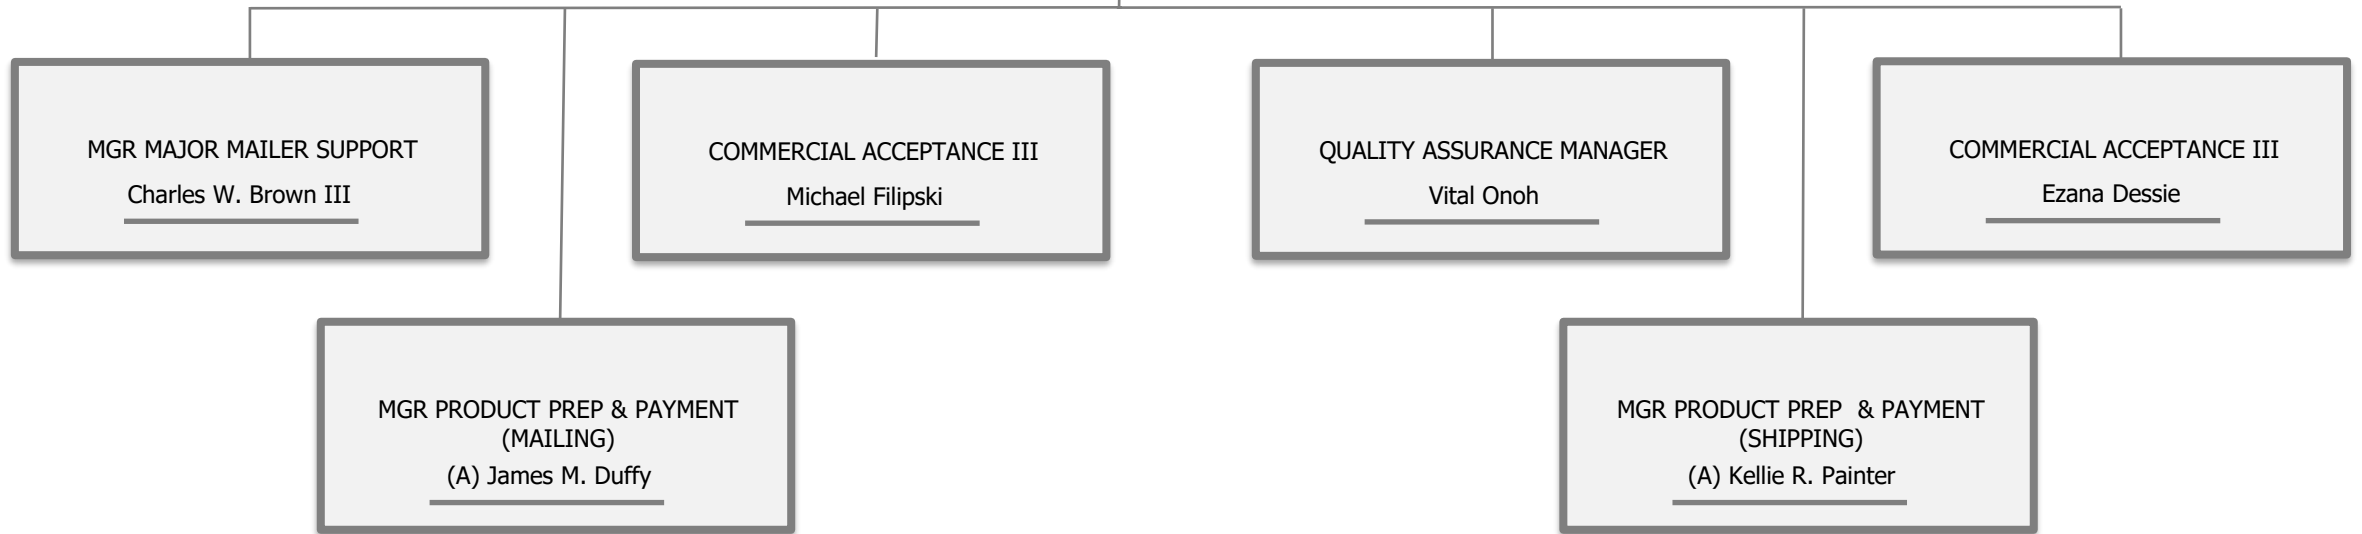 MGR MAJOR MAILER SUPPORT
Charles W. Brown III
COMMERCIAL ACCEPTANCE III
Michael Filipski
QUALITY ASSURANCE MANAGER
Vital Onoh
COMMERCIAL ACCEPTANCE III
Ezana Dessie
MGR PRODUCT PREP & PAYMENT
(MAILING)
(A) James M. Duffy
MGR PRODUCT PREP  & PAYMENT
(SHIPPING)
(A) Kellie R. Painter